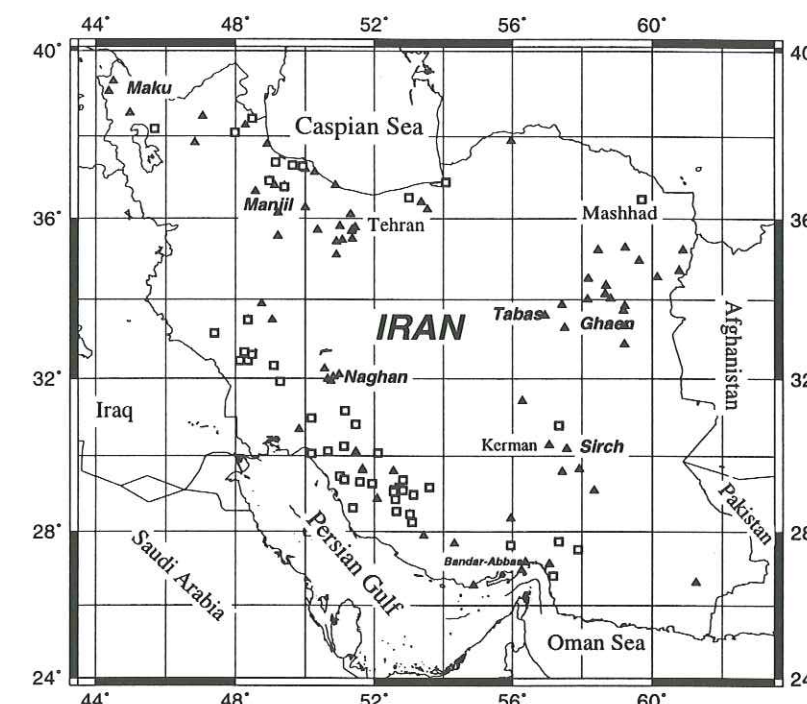 44° 48° 52° 56° 60°
40° 40
Maku
Caspian Sea
Manjil
36° 36
Mashhad
Tehran
Tabas
Ghaen
IRAN
Afghanistan
Naghan
32° 32
Iraq
Kerman
Sirch
Pakistan
Persian Gulf
Saudi Arabia
28° 28
Bandar-Abbas
Oman Sea
24° 24
44° 48° 52° 56° 60°